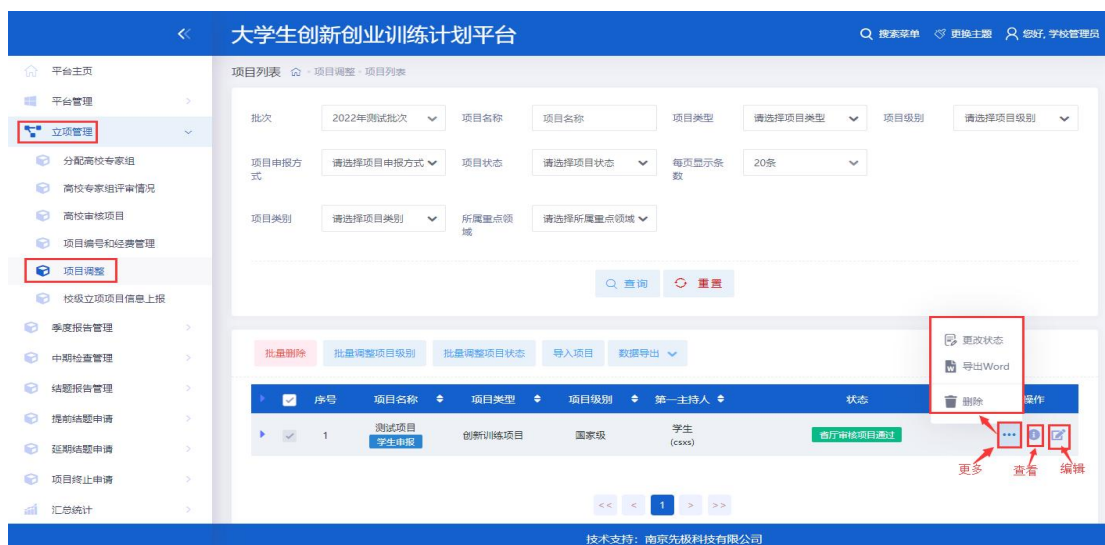 大学生创新创业训练计划平台
搜索菜单 更换主题 您好, 学校管理员
平台主页
平台管理
立项管理
分配高校专家组
高校专家组评审情况
高校审核项目
项目编号和经费管理
项目调整
校级立项项目信息上报
季度报告管理
中期检查管理
结题报告管理
提前结题申请
延期结题申请
项目终止申请
汇总统计
项目列表 - 项目调整 - 项目列表
批次 2022年测试批次 项目名称 项目名称 项目类型 请选择项目类型 项目级别 请选择项目级别
项目申报方式 请选择项目申报方式 项目状态 请选择项目状态 每页显示条数 20条
项目类别 请选择项目类别 所属重点领域 请选择所属重点领域
查询 重置
批量删除 批量调整项目级别 批量调整项目状态 导入项目 数据导出
更改状态
导出Word
删除
序号 项目名称 项目类型 项目级别 第一主持人 状态 操作
1 测试项目 创新训练项目 国家级 学生 省厅审核项目通过
学生申报 (csxs)
更多 查看 编辑
<< < 1 > >>
技术支持：南京先极科技有限公司